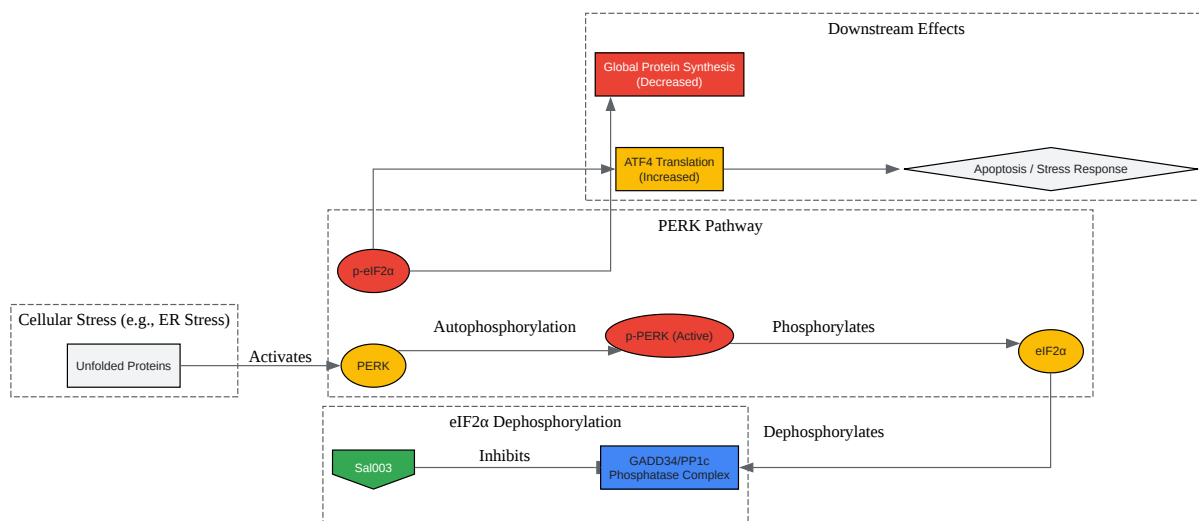 Downstream Effects
Global Protein Synthesis
(Decreased)
ATF4 Translation
(Increased)
Apoptosis / Stress Response
PERK Pathway
p-eIF2α
Cellular Stress (e.g., ER Stress)
Unfolded Proteins
Activates
PERK
Autophosphorylation
p-PERK (Active)
Phosphorylates
eIF2α
eIF2α Dephosphorylation
Dephosphorylates
Sal003
Inhibits
GADD34/PP1c
Phosphatase Complex